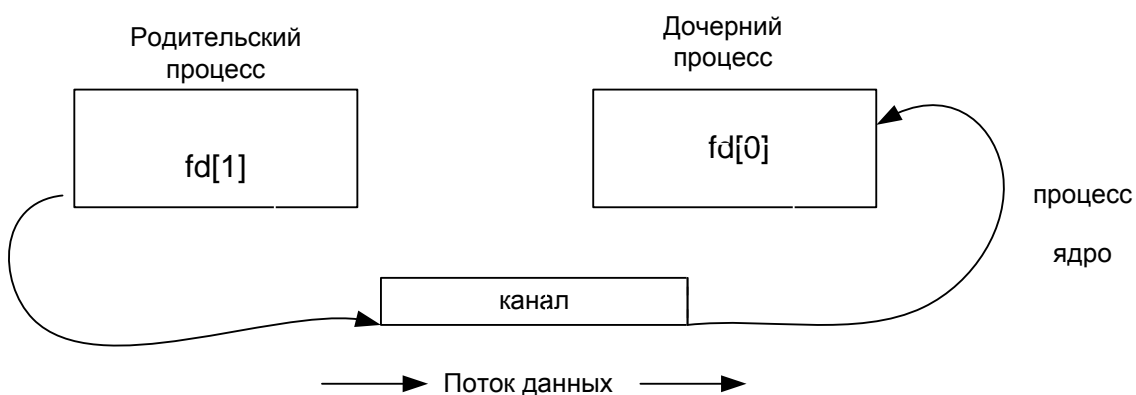 Родительский
процесс
Дочерний
процесс
fd[1]
fd[0]
процесс
ядро
канал
Поток данных